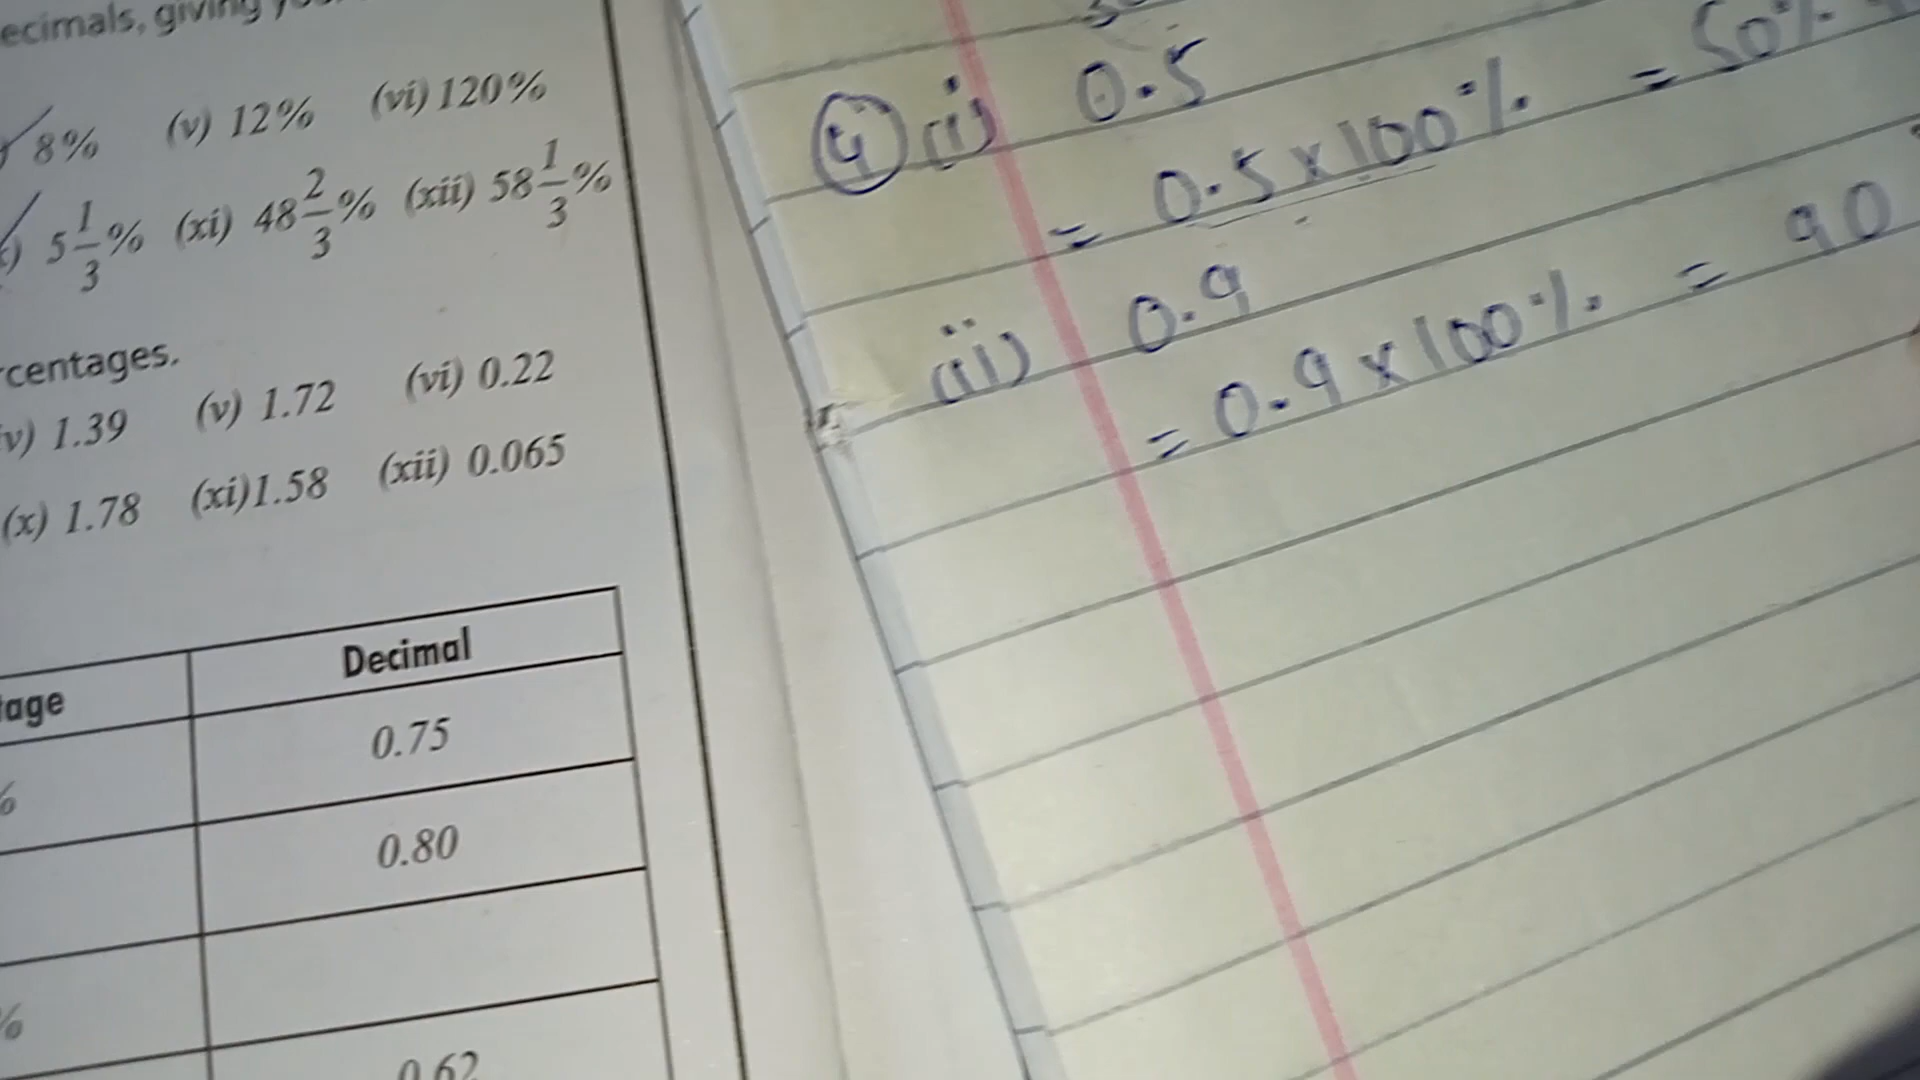 ecimals, giving
8% (v) 12% (vi) 120%
5 1/3 % (xi) 48 2/3 % (xii) 58 1/3 %
centages.
v) 1.39 (v) 1.72 (vi) 0.22
(x) 1.78 (xi) 1.58 (xii) 0.065
age Decimal
% 0.75
0.80
%
0.62
4 (i) 0.5
= 0.5 x 100% = 50%
(ii) 0.9
= 0.9 x 100% = 90